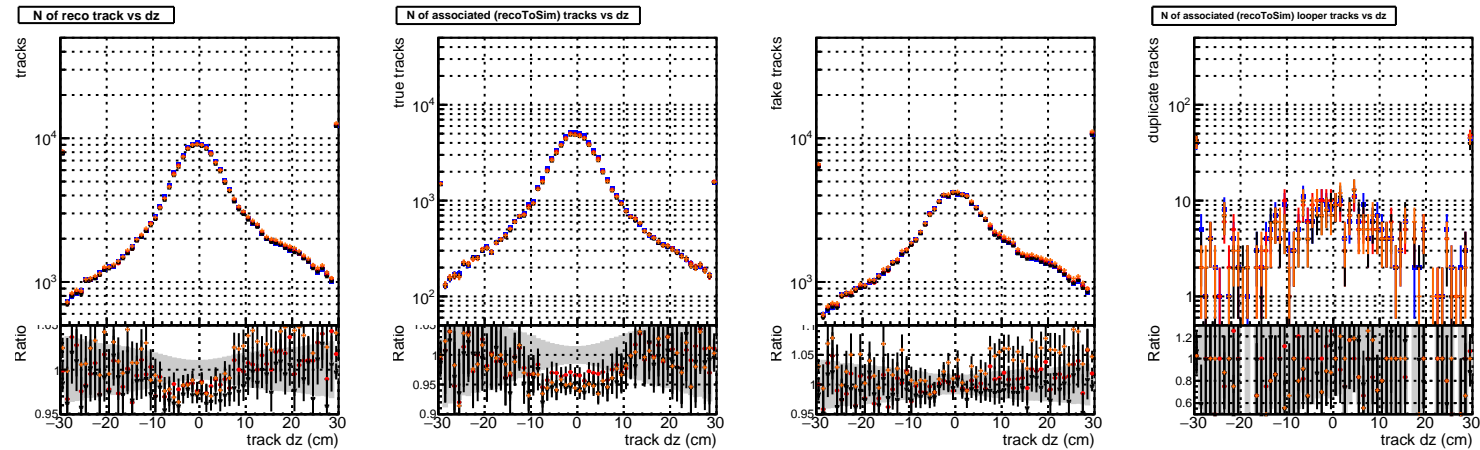 N of reco track vs dz
tracks
10⁴
10³
Ratio
1
0.95
−30 −20 −10 0 10 20 30
track dz (cm)
N of associated (recoToSim) tracks vs dz
true tracks
10⁴
10³
10²
Ratio
1
0.95
0.9
−30 −20 −10 0 10 20 30
track dz (cm)
fake tracks
10⁴
10³
Ratio
1.1
1.05
1
0.95
−30 −20 −10 0 10 20 30
track dz (cm)
N of associated (recoToSim) looper tracks vs dz
duplicate tracks
10²
10
1
Ratio
1.2
1
0.8
0.6
−30 −20 −10 0 10 20 30
track dz (cm)